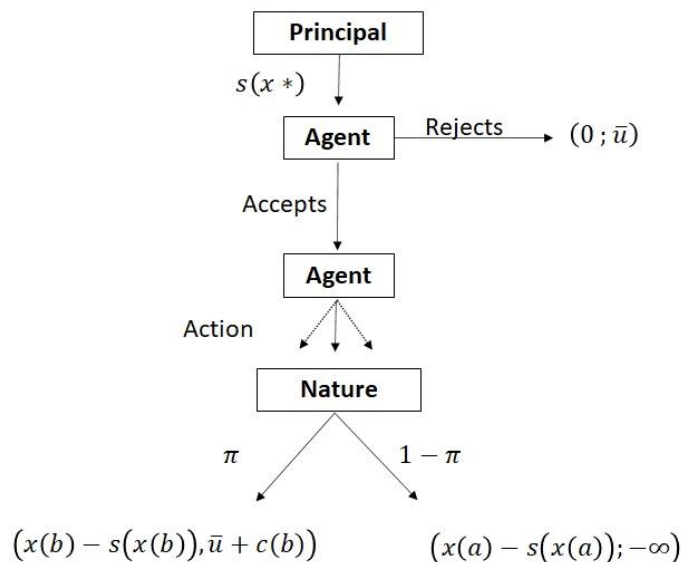 Principal
s(x *)
Agent
Rejects
(0 ; ū)
Accepts
Agent
Action
Nature
π
1 − π
(x(b) − s(x(b)), ū + c(b))
(x(a) − s(x(a)); −∞)